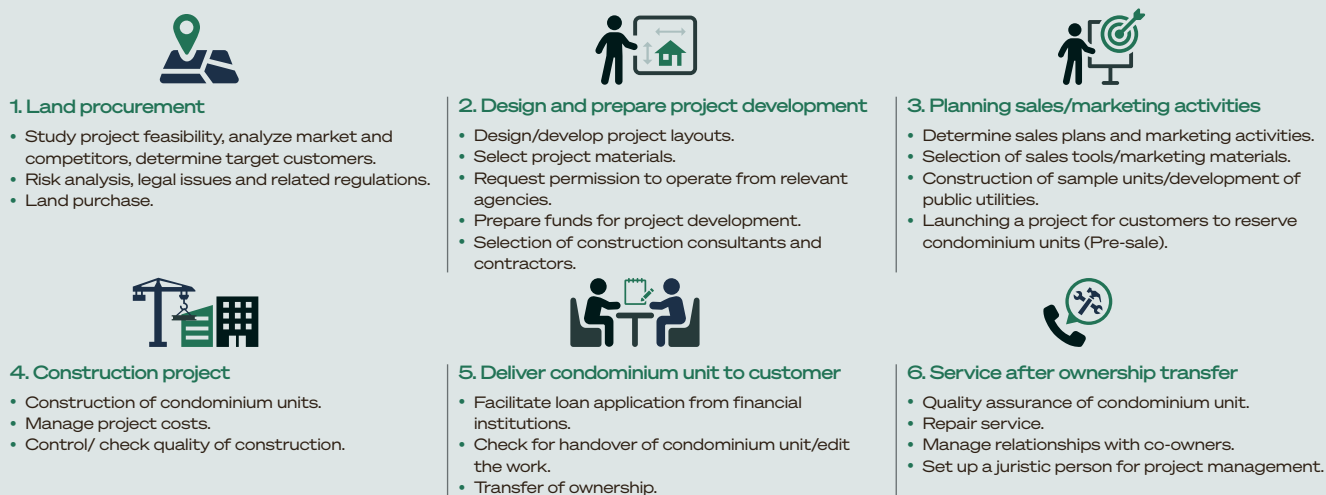 1. Land procurement
• Study project feasibility, analyze market and
competitors, determine target customers.
• Risk analysis, legal issues and related regulations.
• Land purchase.
2. Design and prepare project development
• Design/develop project layouts.
• Select project materials.
• Request permission to operate from relevant
agencies.
• Prepare funds for project development.
• Selection of construction consultants and
contractors.
3. Planning sales/marketing activities
• Determine sales plans and marketing activities.
• Selection of sales tools/marketing materials.
• Construction of sample units/development of
public utilities.
• Launching a project for customers to reserve
condominium units (Pre-sale).
4. Construction project
• Construction of condominium units.
• Manage project costs.
• Control/ check quality of construction.
5. Deliver condominium unit to customer
• Facilitate loan application from financial
institutions.
• Check for handover of condominium unit/edit
the work.
• Transfer of ownership.
6. Service after ownership transfer
• Quality assurance of condominium unit.
• Repair service.
• Manage relationships with co-owners.
• Set up a juristic person for project management.